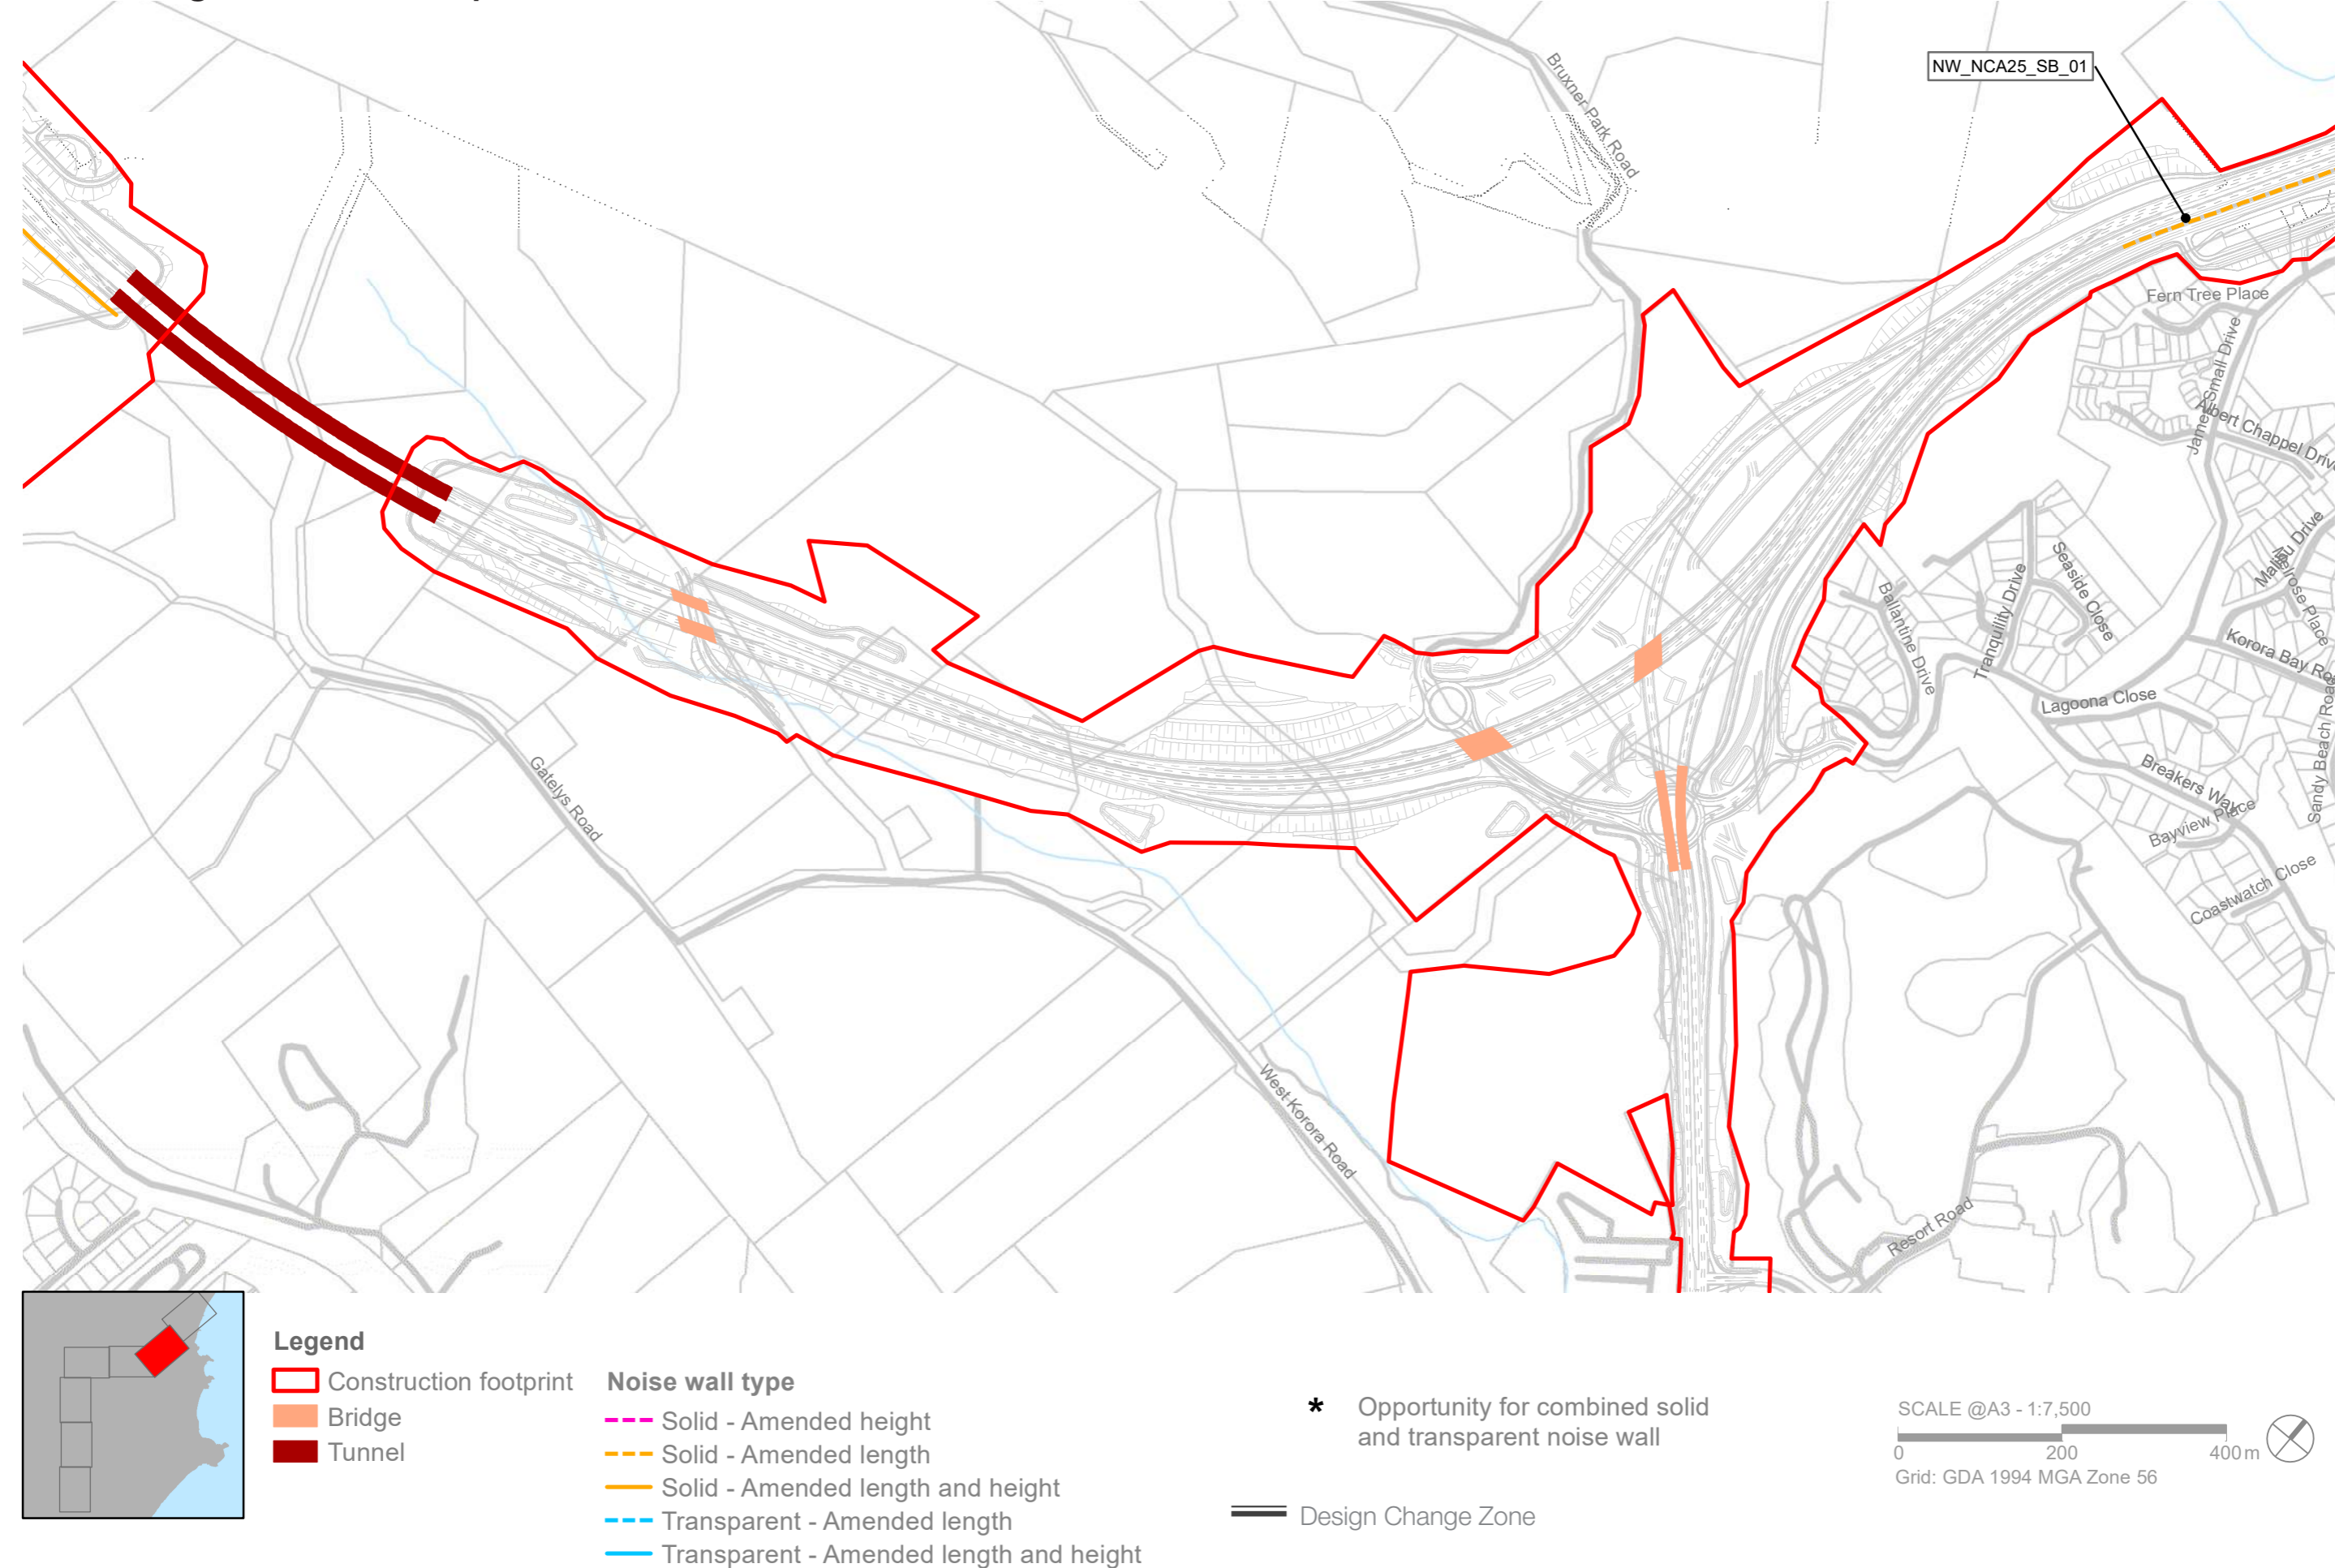 NW_NCA25_SB_01
Bruxner Park Road
Fern Tree Place
James Small Drive
Albert Chappel Drive
Malibu Drive
Melrose Place
Seaside Close
Ballantine Drive
Tranquility Drive
Korora Bay Ro
Lagoona Close
Sandy Beach Road
Breakers Way
Bayview Place
Coastwatch Close
Gatelys Road
West Korora Road
Resort Road
Legend
Construction footprint
Bridge
Tunnel
Noise wall type
Solid - Amended height
Solid - Amended length
Solid - Amended length and height
Transparent - Amended length
Transparent - Amended length and height
* Opportunity for combined solid
and transparent noise wall
Design Change Zone
SCALE @A3 - 1:7,500
0 200 400 m
Grid: GDA 1994 MGA Zone 56